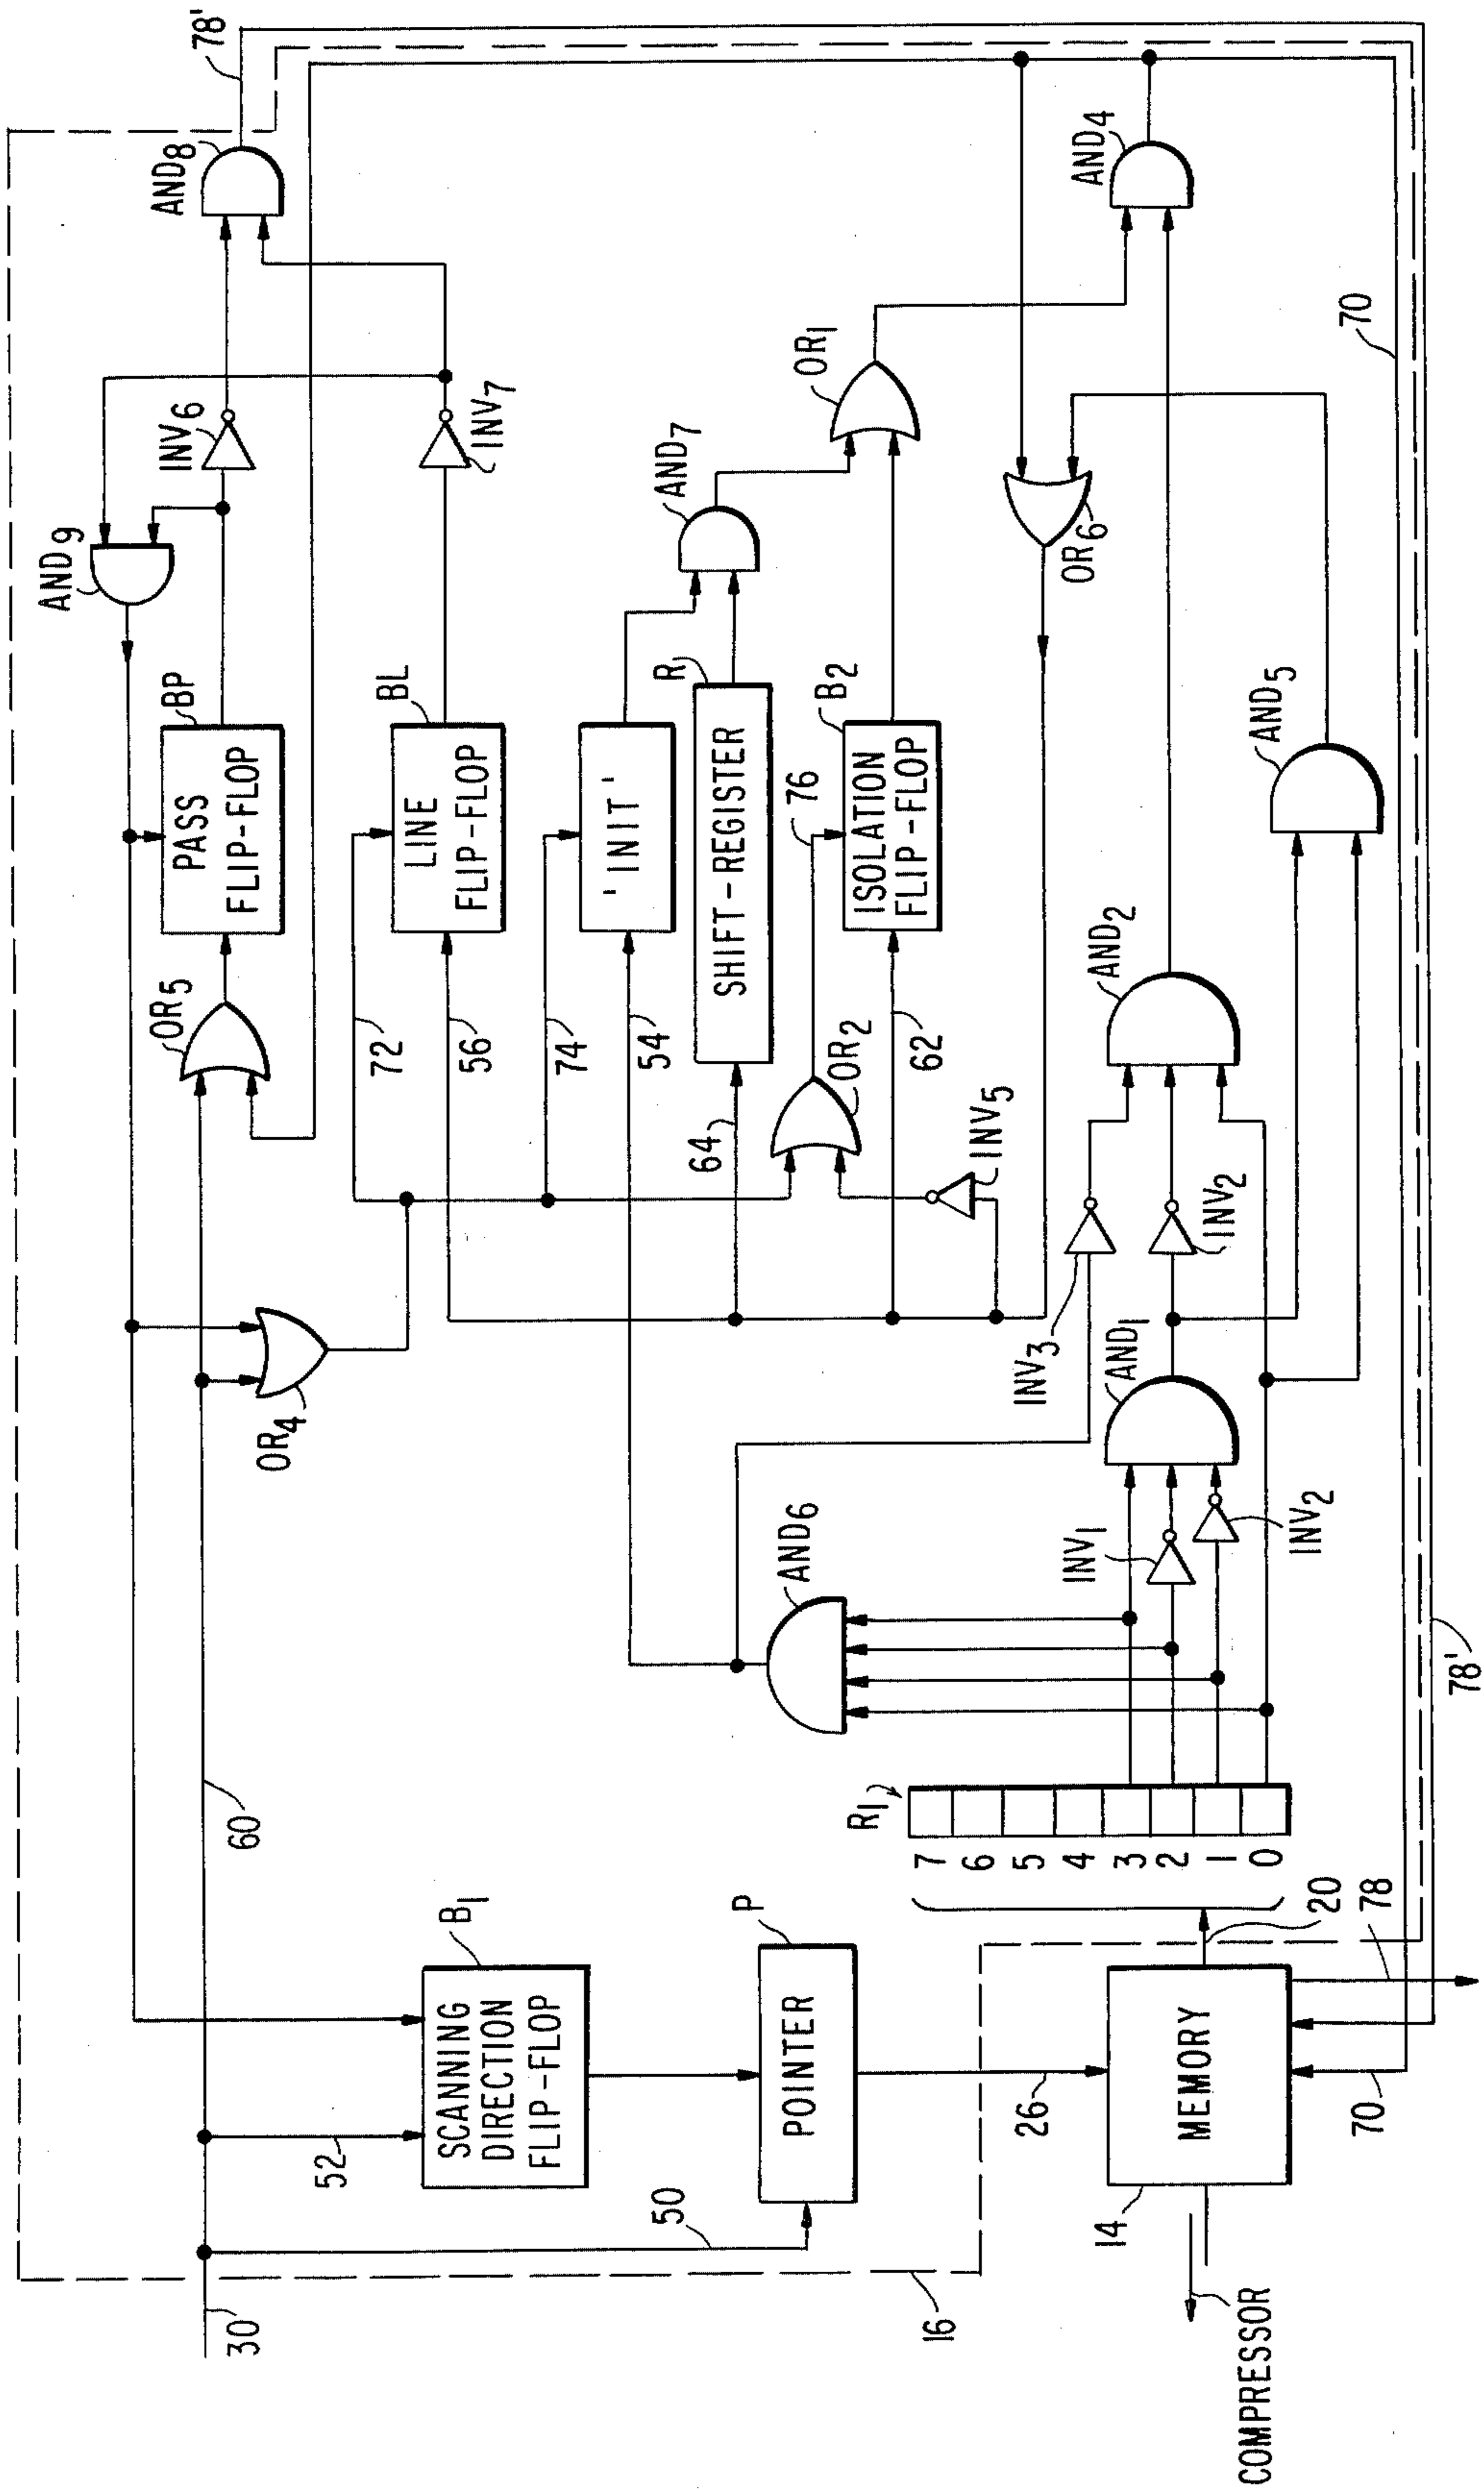 30
60
52
50
SCANNING
DIRECTION
FLIP-FLOP
B1
POINTER
P
26
16
MEMORY
14
COMPRESSOR
20
78
70
78'
R1
7
6
5
4
3
2
1
0
OR4
AND6
INV1
INV2
AND1
INV3
INV2
AND2
AND5
OR5
72
56
74
54
64
OR2
76
62
INV5
PASS
FLIP-FLOP
BP
LINE
FLIP-FLOP
BL
'INIT'
SHIFT-REGISTER
R
ISOLATION
FLIP-FLOP
B2
AND9
INV6
INV7
AND7
OR1
OR6
AND8
78'
AND4
70